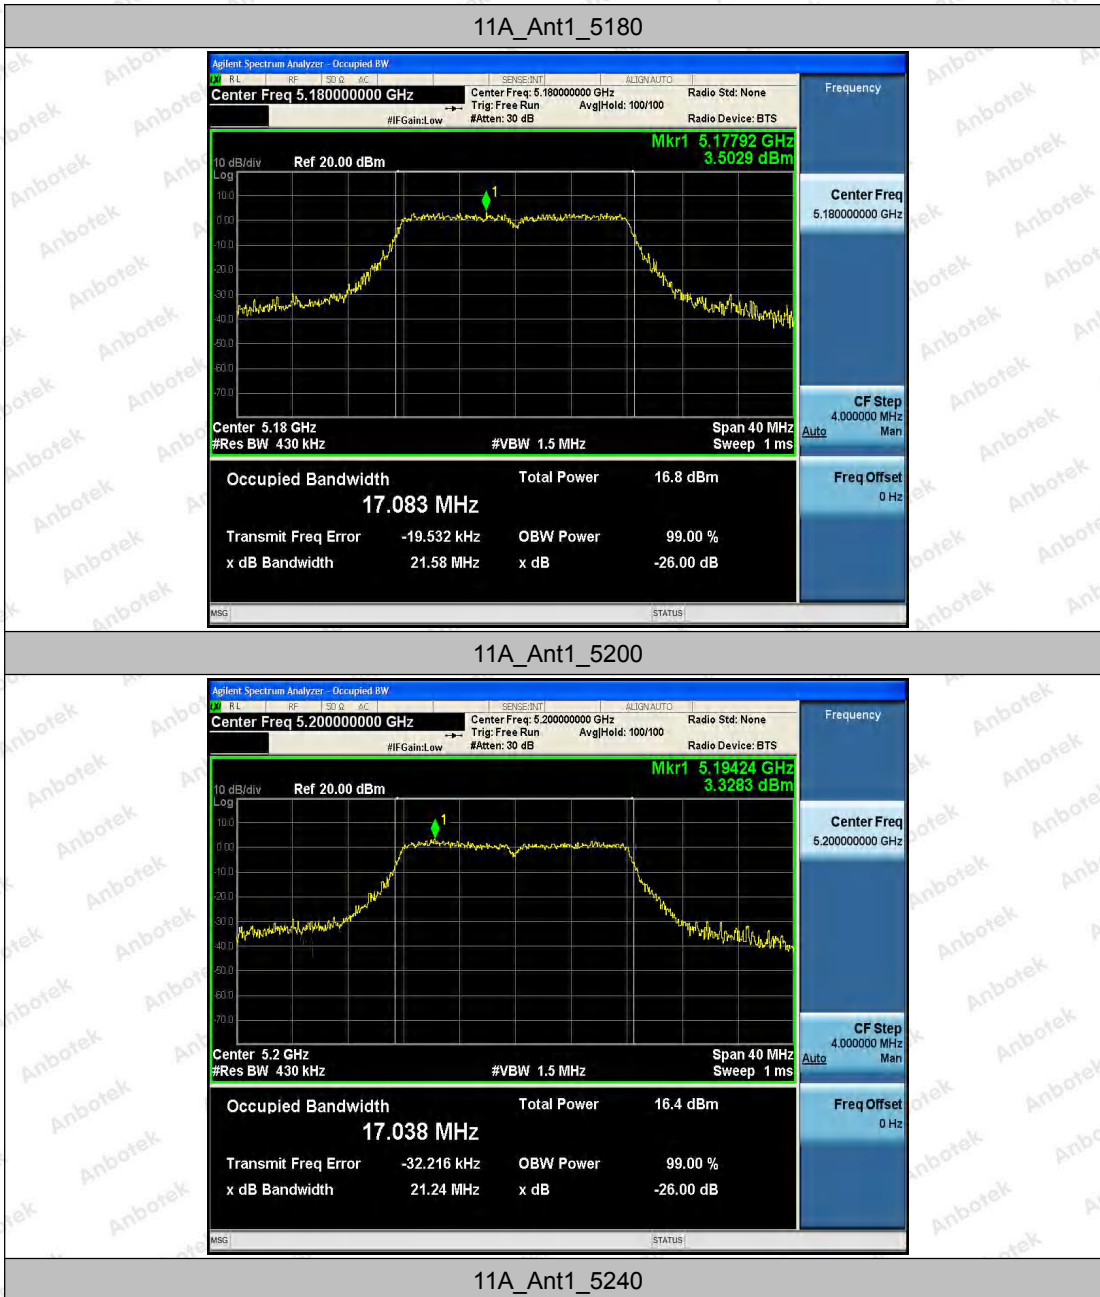 11A_Ant1_5180
Agilent Spectrum Analyzer - Occupied BW
RL RF 50 Ω AC SENSE:INT ALIGNAUTO
Center Freq 5.180000000 GHz Center Freq: 5.180000000 GHz Radio Std: None
Trig: Free Run Avg|Hold: 100/100
#IFGain:Low #Atten: 30 dB Radio Device: BTS
Mkr1 5.17792 GHz
3.5029 dBm
10 dB/div Ref 20.00 dBm
Log
10.0
0.00
-10.0
-20.0
-30.0
-40.0
-50.0
-60.0
-70.0
1
Center 5.18 GHz Span 40 MHz
#Res BW 430 kHz #VBW 1.5 MHz Sweep 1 ms
Occupied Bandwidth Total Power 16.8 dBm
17.083 MHz
Transmit Freq Error -19.532 kHz OBW Power 99.00 %
x dB Bandwidth 21.58 MHz x dB -26.00 dB
MSG STATUS
Frequency
Center Freq
5.180000000 GHz
CF Step
4.000000 MHz
Auto Man
Freq Offset
0 Hz
11A_Ant1_5200
Agilent Spectrum Analyzer - Occupied BW
RL RF 50 Ω AC SENSE:INT ALIGNAUTO
Center Freq 5.200000000 GHz Center Freq: 5.200000000 GHz Radio Std: None
Trig: Free Run Avg|Hold: 100/100
#IFGain:Low #Atten: 30 dB Radio Device: BTS
Mkr1 5.19424 GHz
3.3283 dBm
10 dB/div Ref 20.00 dBm
Log
10.0
0.00
-10.0
-20.0
-30.0
-40.0
-50.0
-60.0
-70.0
1
Center 5.2 GHz Span 40 MHz
#Res BW 430 kHz #VBW 1.5 MHz Sweep 1 ms
Occupied Bandwidth Total Power 16.4 dBm
17.038 MHz
Transmit Freq Error -32.216 kHz OBW Power 99.00 %
x dB Bandwidth 21.24 MHz x dB -26.00 dB
MSG STATUS
Frequency
Center Freq
5.200000000 GHz
CF Step
4.000000 MHz
Auto Man
Freq Offset
0 Hz
11A_Ant1_5240
Anbotek